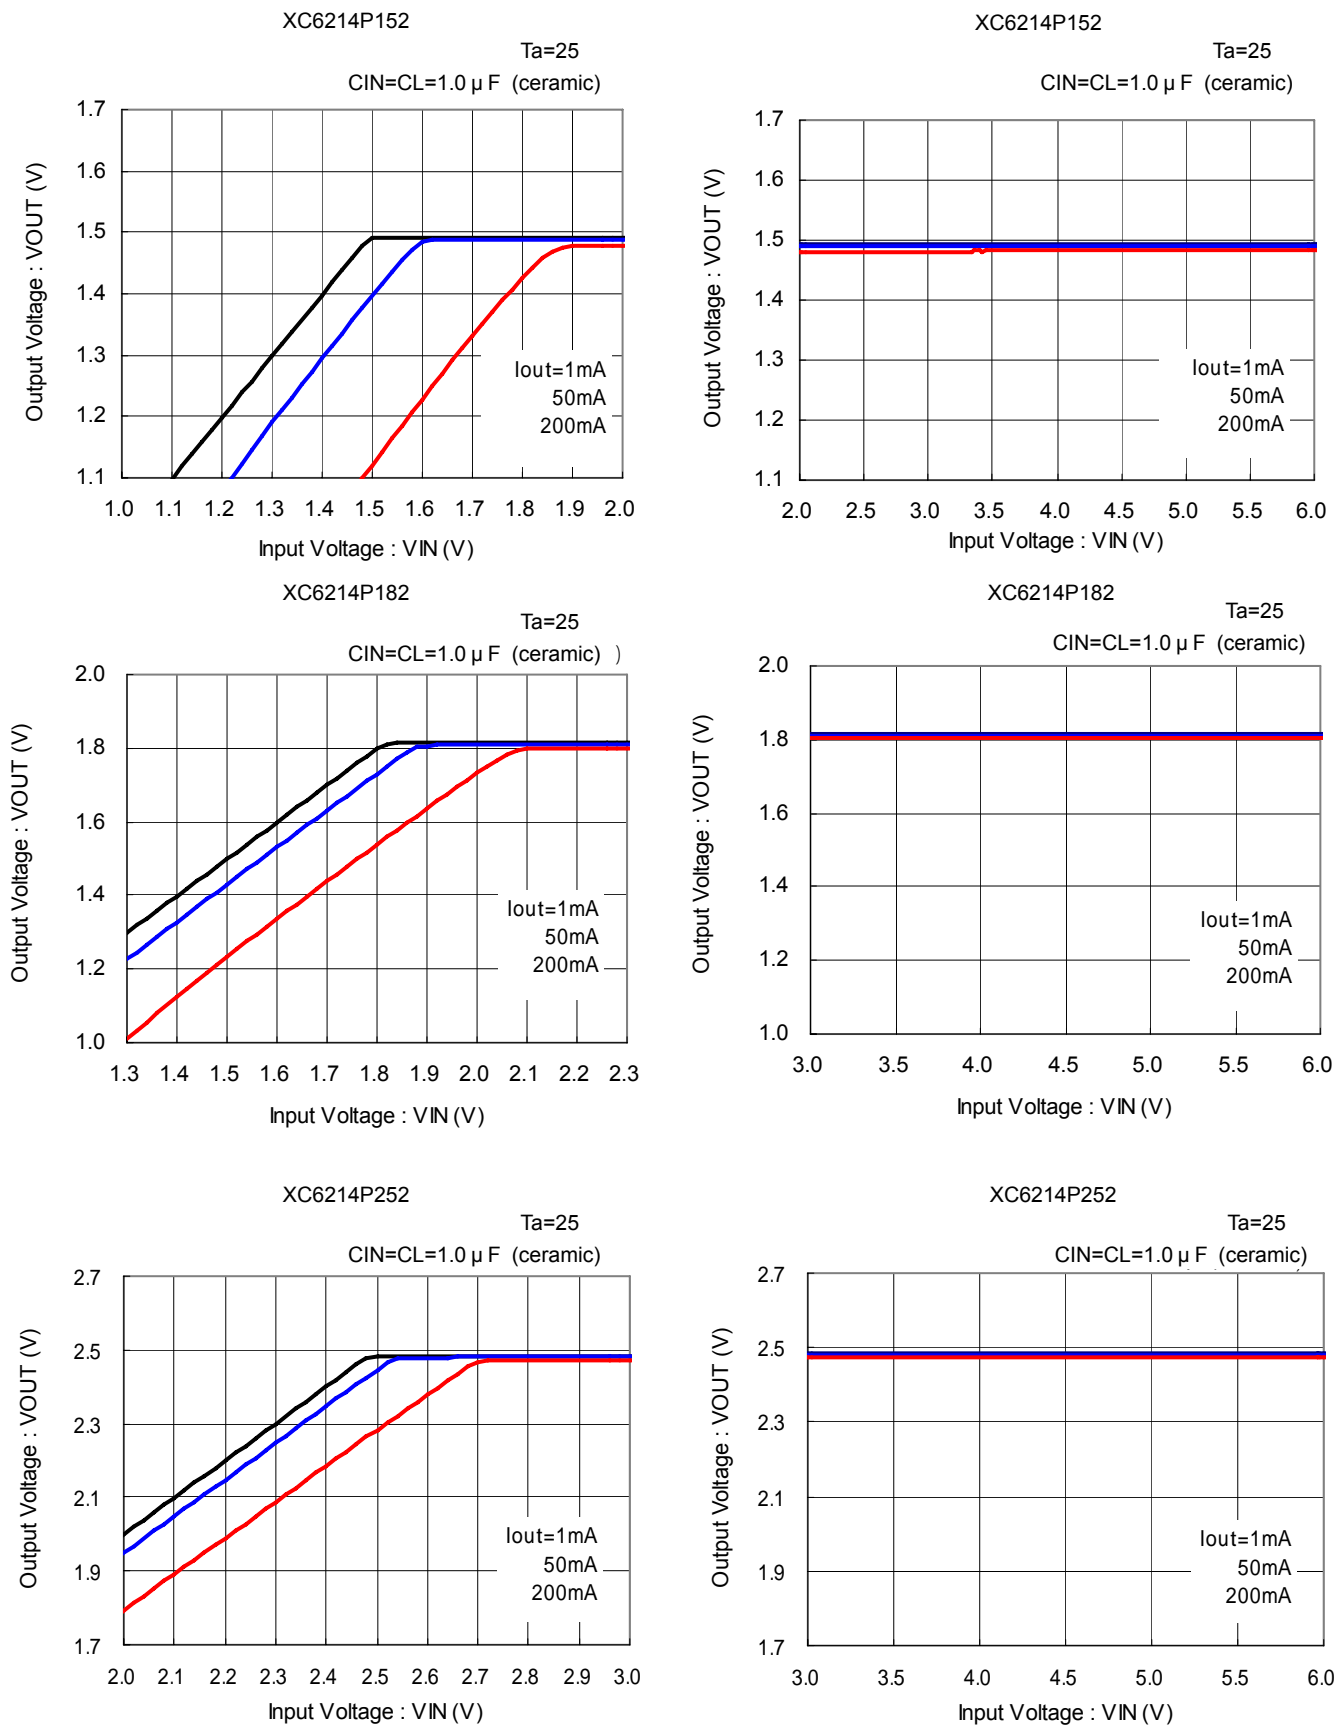 XC6214P152
Ta=25
CIN=CL=1.0 μ F (ceramic)
Output Voltage : VOUT (V)
1.7
1.6
1.5
1.4
1.3
1.2
1.1
Iout=1mA
50mA
200mA
1.0 1.1 1.2 1.3 1.4 1.5 1.6 1.7 1.8 1.9 2.0
Input Voltage : VIN (V)
XC6214P152
Ta=25
CIN=CL=1.0 μ F (ceramic)
Output Voltage : VOUT (V)
1.7
1.6
1.5
1.4
1.3
1.2
1.1
Iout=1mA
50mA
200mA
2.0 2.5 3.0 3.5 4.0 4.5 5.0 5.5 6.0
Input Voltage : VIN (V)
XC6214P182
Ta=25
CIN=CL=1.0 μ F (ceramic) )
Output Voltage : VOUT (V)
2.0
1.8
1.6
1.4
1.2
1.0
Iout=1mA
50mA
200mA
1.3 1.4 1.5 1.6 1.7 1.8 1.9 2.0 2.1 2.2 2.3
Input Voltage : VIN (V)
XC6214P182
Ta=25
CIN=CL=1.0 μ F (ceramic)
Output Voltage : VOUT (V)
2.0
1.8
1.6
1.4
1.2
1.0
Iout=1mA
50mA
200mA
3.0 3.5 4.0 4.5 5.0 5.5 6.0
Input Voltage : VIN (V)
XC6214P252
Ta=25
CIN=CL=1.0 μ F (ceramic)
Output Voltage : VOUT (V)
2.7
2.5
2.3
2.1
1.9
1.7
Iout=1mA
50mA
200mA
2.0 2.1 2.2 2.3 2.4 2.5 2.6 2.7 2.8 2.9 3.0
Input Voltage : VIN (V)
XC6214P252
Ta=25
CIN=CL=1.0 μ F (ceramic)
Output Voltage : VOUT (V)
2.7
2.5
2.3
2.1
1.9
1.7
Iout=1mA
50mA
200mA
3.0 3.5 4.0 4.5 5.0 5.5 6.0
Input Voltage : VIN (V)